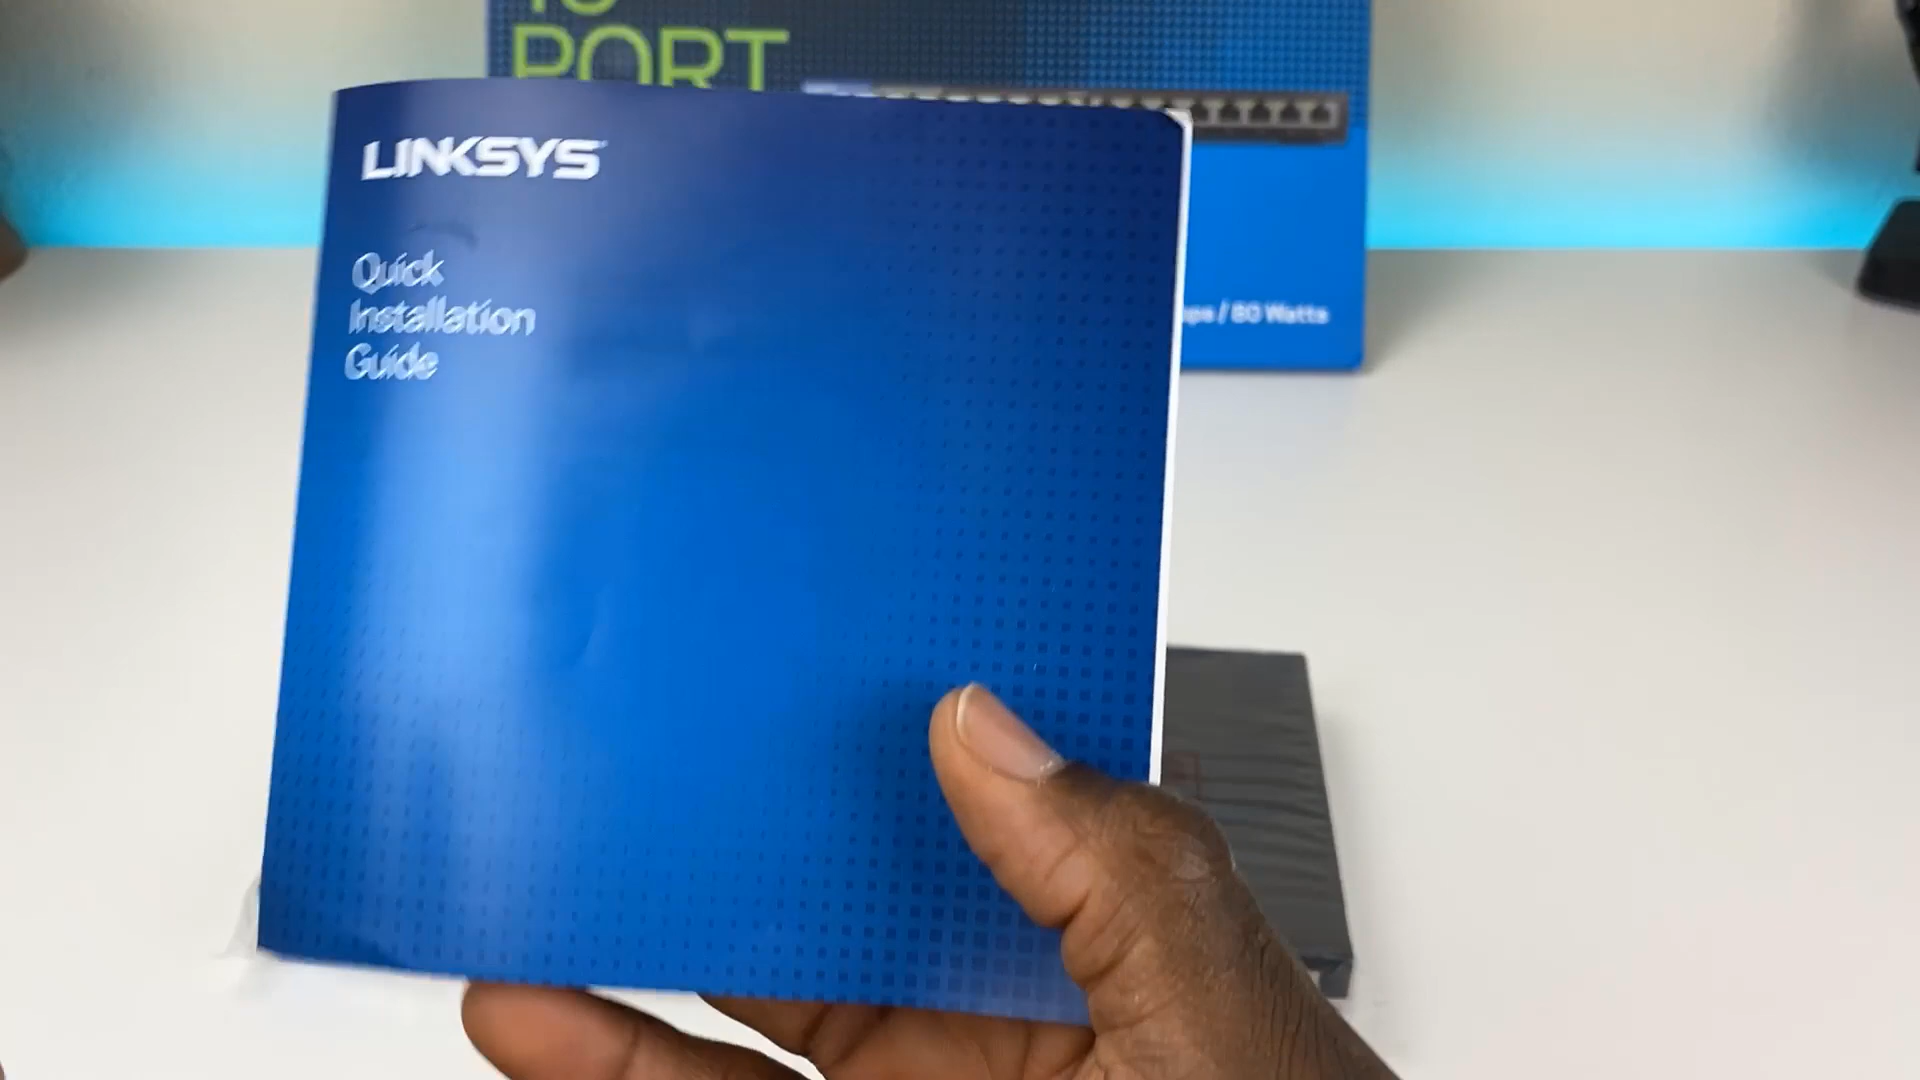 PORT
LINKSYS
Quick
Installation
Guide
/ 80 Watts